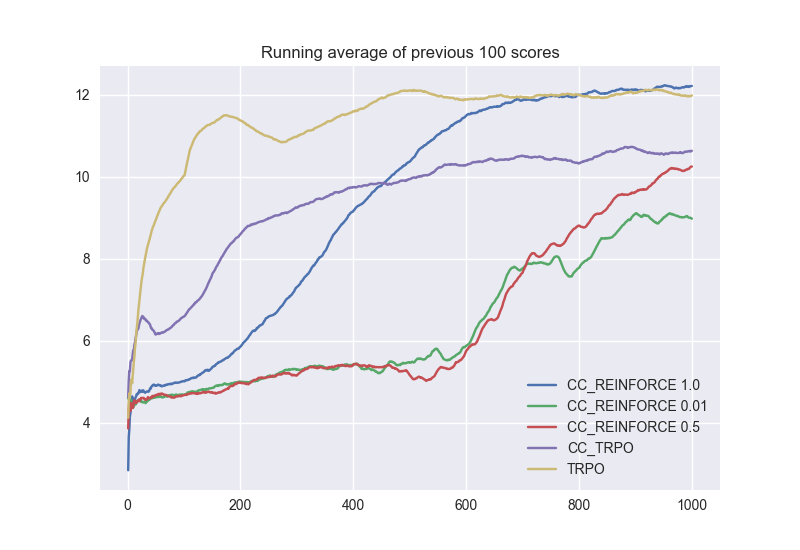 Running average of previous 100 scores
12
10
8
6
4
CC_REINFORCE 1.0
CC_REINFORCE 0.01
CC_REINFORCE 0.5
CC_TRPO
TRPO
0 200 400 600 800 1000